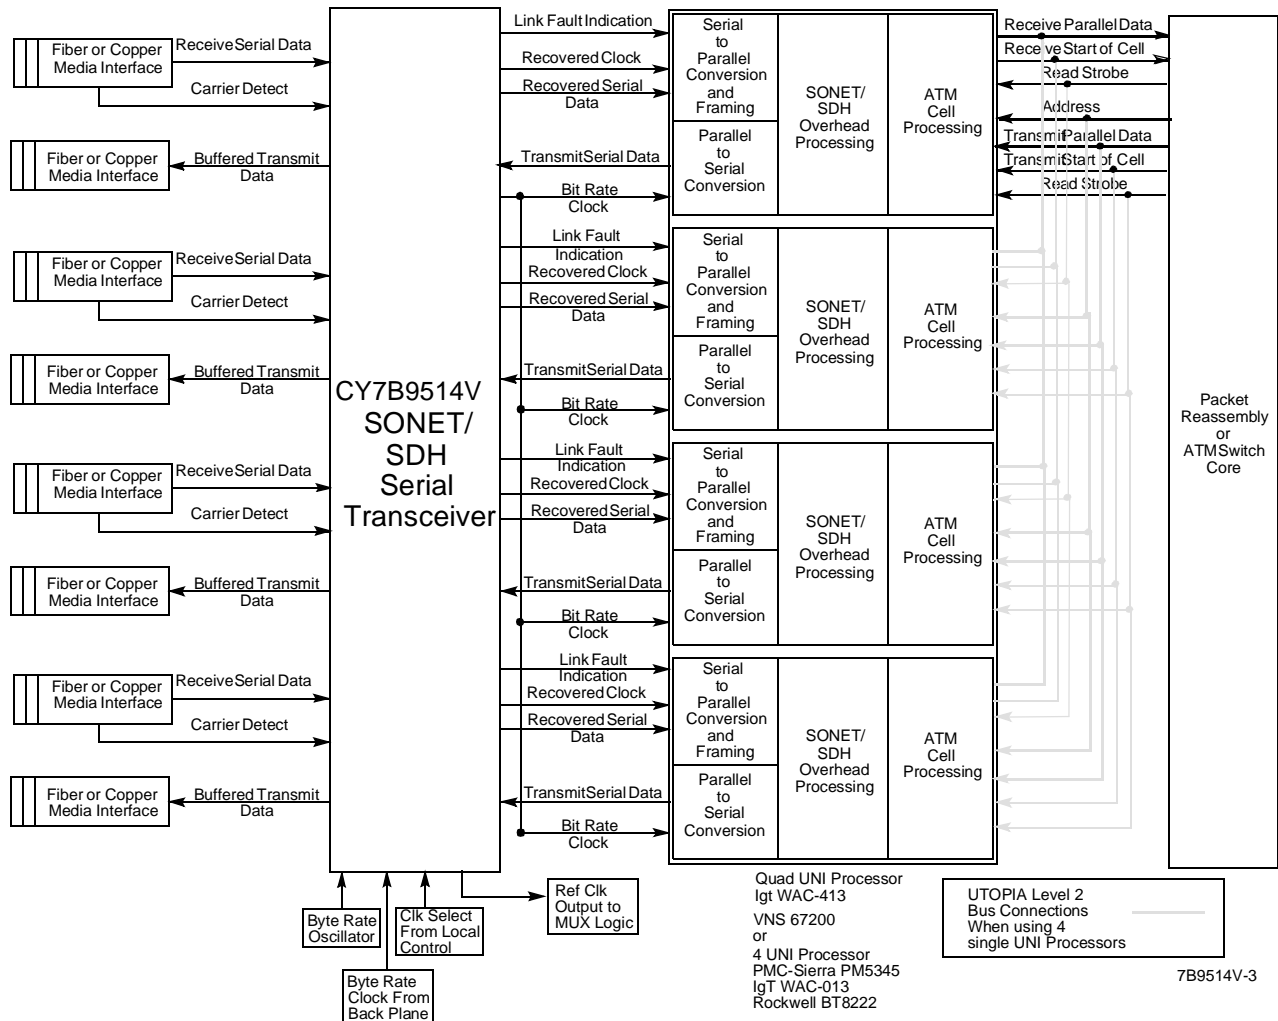 Fiber or Copper
Media Interface
Receive Serial Data
Carrier Detect
Fiber or Copper
Media Interface
Buffered Transmit
Data
Fiber or Copper
Media Interface
Receive Serial Data
Carrier Detect
Fiber or Copper
Media Interface
Buffered Transmit
Data
Fiber or Copper
Media Interface
Receive Serial Data
Carrier Detect
Fiber or Copper
Media Interface
Buffered Transmit
Data
Fiber or Copper
Media Interface
Receive Serial Data
Carrier Detect
Fiber or Copper
Media Interface
Buffered Transmit
Data
CY7B9514V
SONET/
SDH
Serial
Transceiver
Byte Rate
Oscillator
Byte Rate
Clock From
Back Plane
Clk Select
From Local
Control
Ref Clk
Output to
MUX Logic
Link Fault Indication
Recovered Clock
Recovered Serial
Data
Transmit Serial Data
Bit Rate
Clock
Link Fault
Indication
Recovered Clock
Recovered Serial
Data
Transmit Serial Data
Bit Rate
Clock
Link Fault
Indication
Recovered Clock
Recovered Serial
Data
Transmit Serial Data
Bit Rate
Clock
Link Fault
Indication
Recovered Clock
Recovered Serial
Data
Transmit Serial Data
Bit Rate
Clock
Serial
to
Parallel
Conversion
and
Framing
Parallel
to
Serial
Conversion
SONET/
SDH
Overhead
Processing
ATM
Cell
Processing
Serial
to
Parallel
Conversion
and
Framing
Parallel
to
Serial
Conversion
SONET/
SDH
Overhead
Processing
ATM
Cell
Processing
Serial
to
Parallel
Conversion
and
Framing
Parallel
to
Serial
Conversion
SONET/
SDH
Overhead
Processing
ATM
Cell
Processing
Serial
to
Parallel
Conversion
and
Framing
Parallel
to
Serial
Conversion
SONET/
SDH
Overhead
Processing
ATM
Cell
Processing
Receive Parallel Data
Receive Start of Cell
Read Strobe
Address
Transmit Parallel Data
Transmit Start of Cell
Read Strobe
Packet
Reassembly
or
ATM Switch
Core
Quad UNI Processor
Igt WAC-413
VNS 67200
or
4 UNI Processor
PMC-Sierra PM5345
IgT WAC-013
Rockwell BT8222
UTOPIA Level 2
Bus Connections
When using 4
single UNI Processors
7B9514V-3